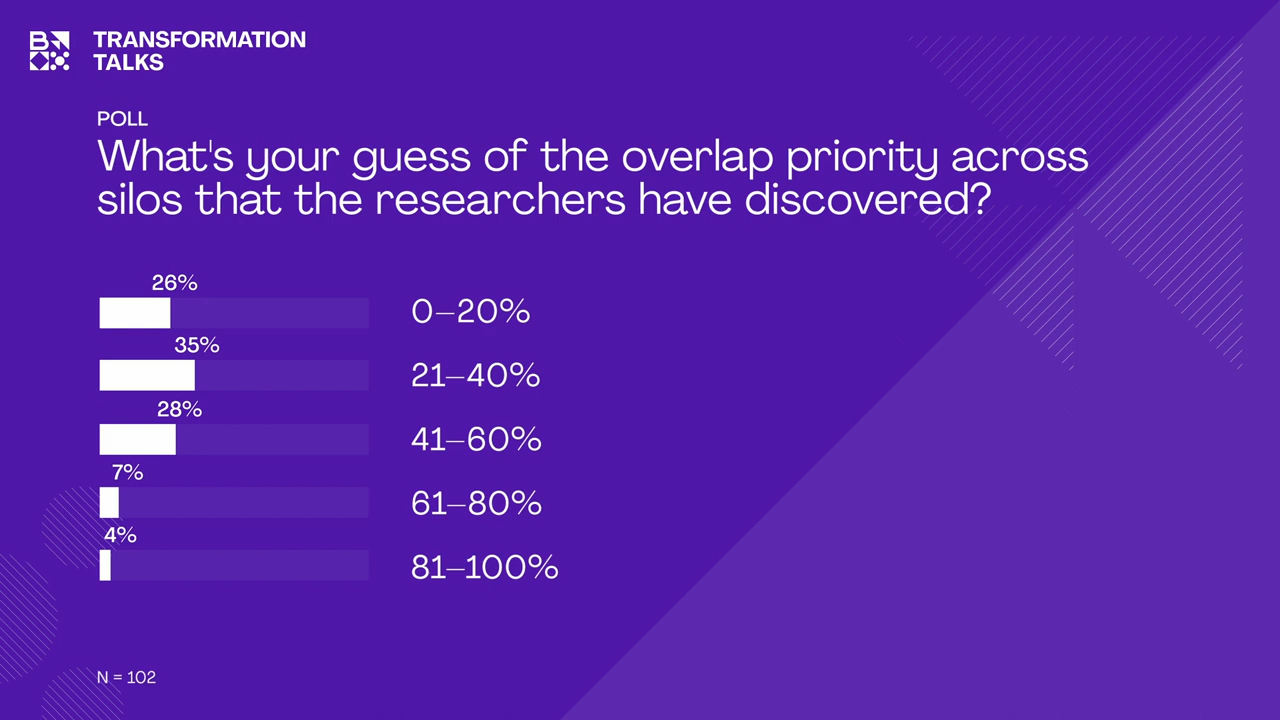 TRANSFORMATION
TALKS
POLL
What's your guess of the overlap priority across
silos that the researchers have discovered?
26%
0–20%
35%
21–40%
28%
41–60%
7%
61–80%
4%
81–100%
N = 102